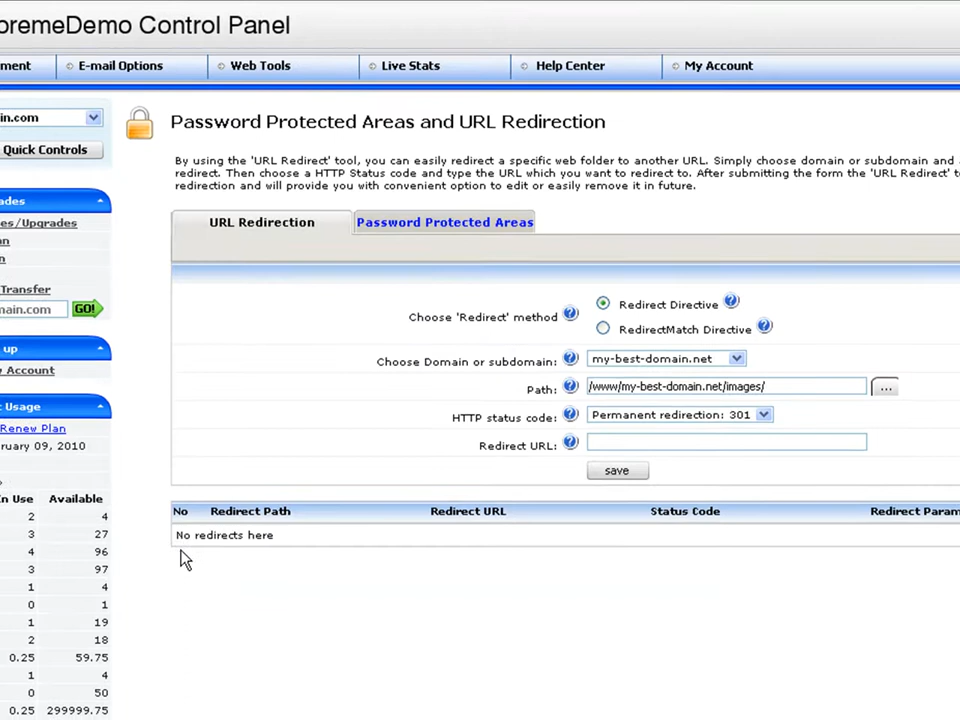 premeDemo Control Panel
ment
E-mail Options
Web Tools
Live Stats
Help Center
My Account
in.com
Quick Controls
ades
es/Upgrades
an
n
Transfer
main.com
GO!
up
y Account
t Usage
Renew Plan
ruary 09, 2010
In Use Available
2 4
3 27
4 96
3 97
1 4
0 1
1 19
2 18
0.25 59.75
1 4
0 50
0.25 299999.75
Password Protected Areas and URL Redirection
By using the 'URL Redirect' tool, you can easily redirect a specific web folder to another URL. Simply choose domain or subdomain and
redirect. Then choose a HTTP Status code and type the URL which you want to redirect to. After submitting the form the 'URL Redirect' to
redirection and will provide you with convenient option to edit or easily remove it in future.
URL Redirection
Password Protected Areas
Choose 'Redirect' method ?
Redirect Directive ?
RedirectMatch Directive ?
Choose Domain or subdomain: ? my-best-domain.net
Path: ? /www/my-best-domain.net/images/ ...
HTTP status code: ? Permanent redirection: 301
Redirect URL: ?
save
No Redirect Path Redirect URL Status Code Redirect Param
No redirects here